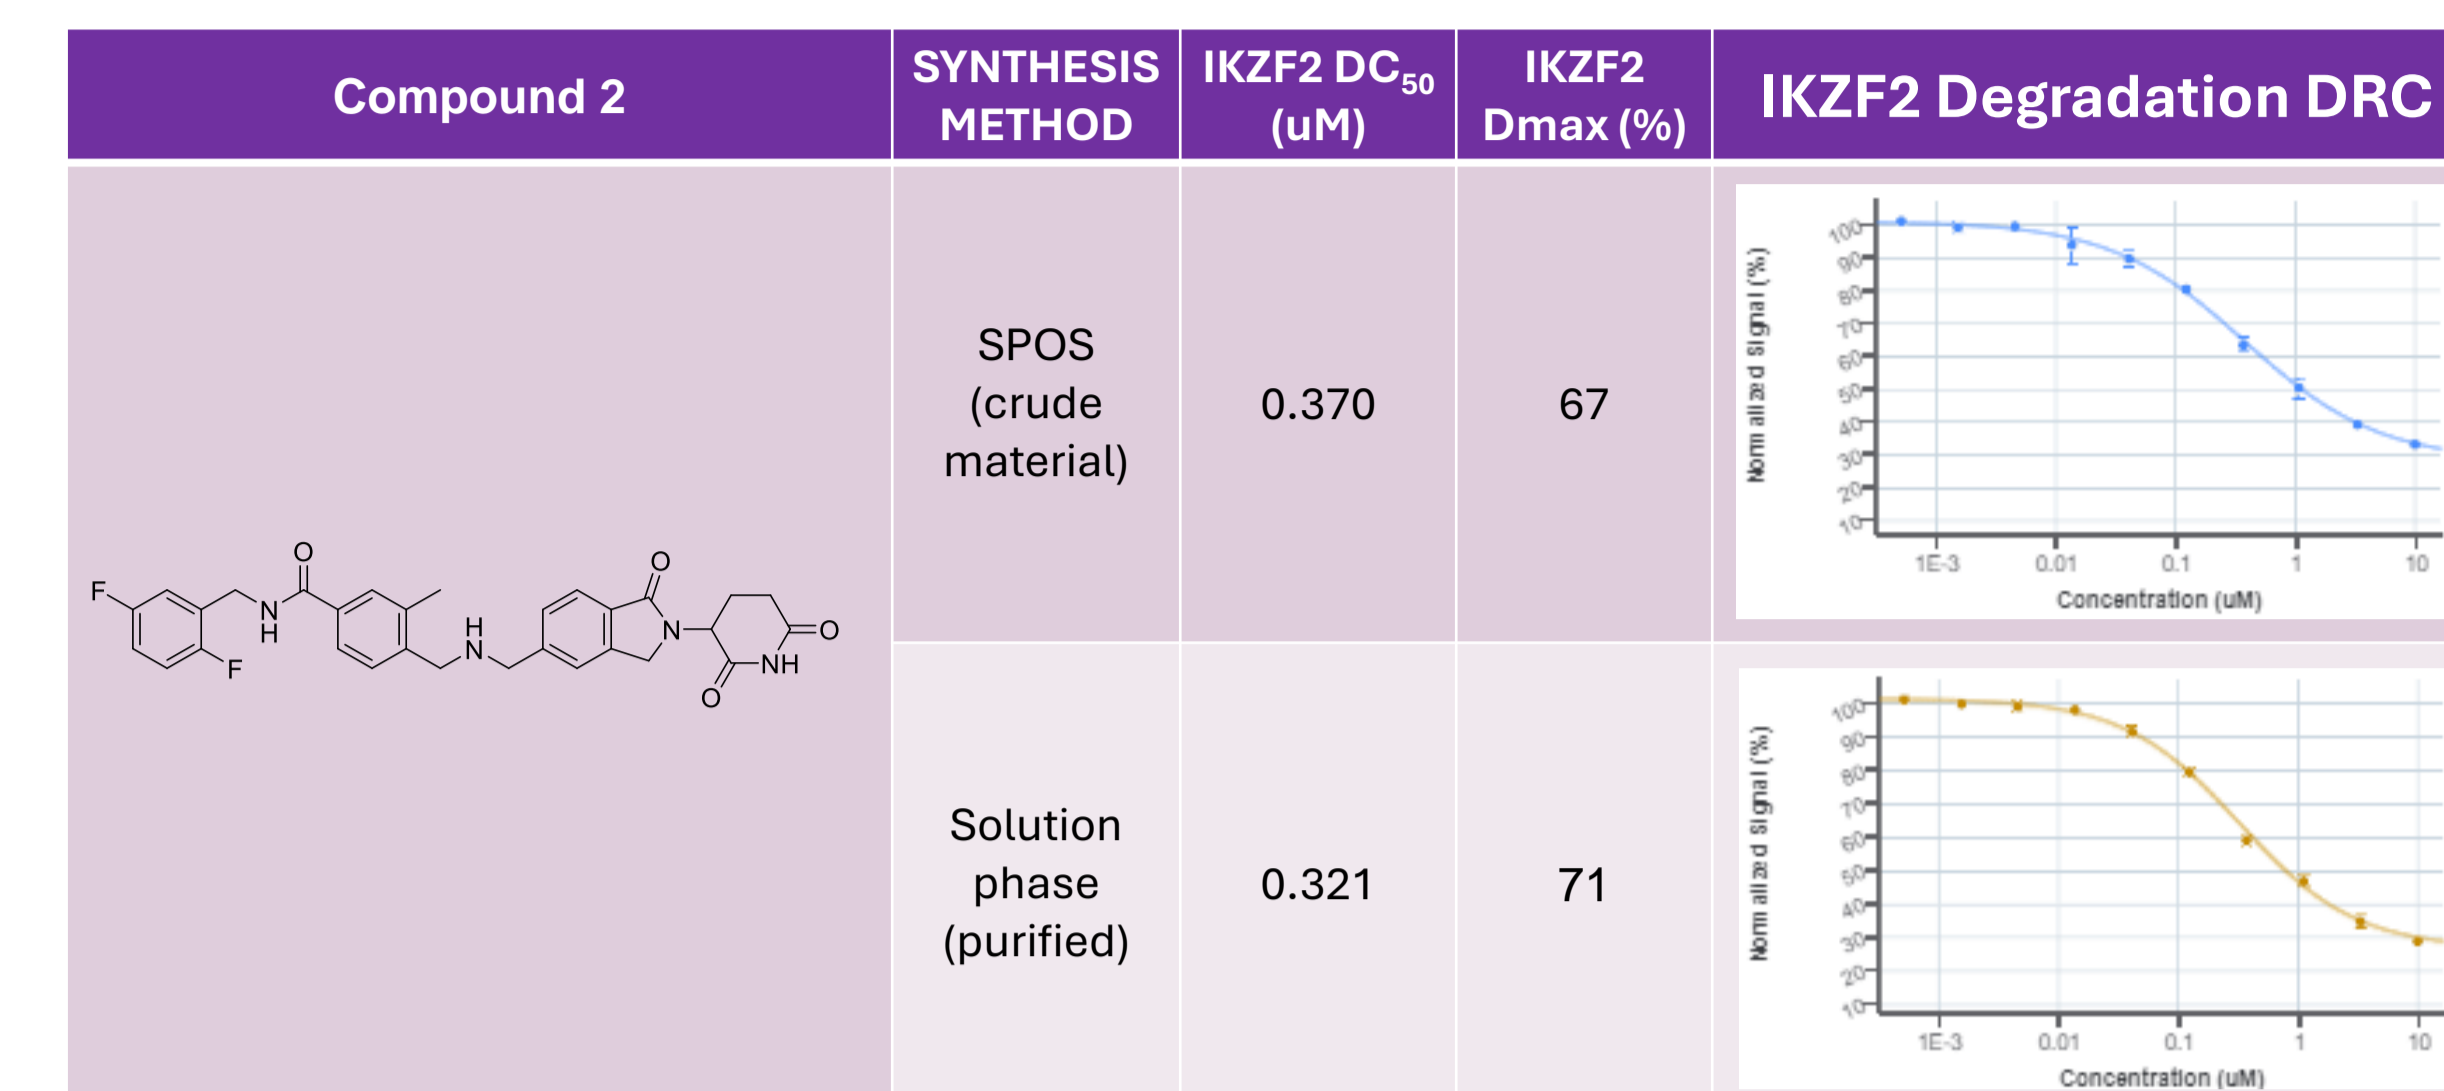 Compound 2
SYNTHESIS
METHOD
IKZF2 DC50
(uM)
IKZF2
Dmax (%)
IKZF2 Degradation DRC
F
F
O
N
H
H
N
O
N
O
NH
O
SPOS
(crude
material)
0.370
67
Normalized Signal (%)
100
90
80
70
60
50
40
30
20
10
1E-3 0.01 0.1 1 10
Concentration (uM)
Solution
phase
(purified)
0.321
71
Normalized Signal (%)
100
90
80
70
60
50
40
30
20
10
1E-3 0.01 0.1 1 10
Concentration (uM)